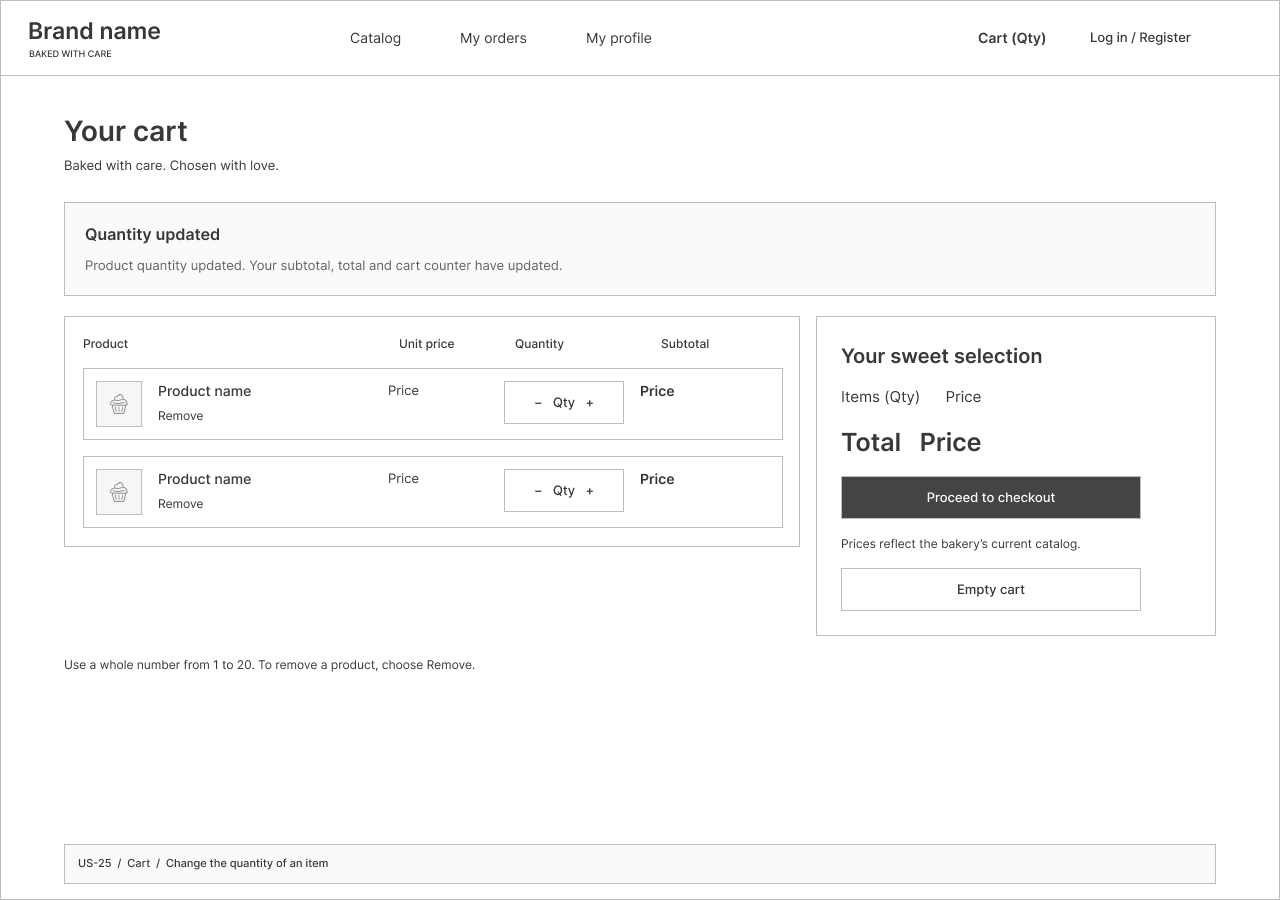 Brand name
BAKED WITH CARE
Catalog
My orders
My profile
Cart (Qty)
Log in / Register
Your cart
Baked with care. Chosen with love.
Quantity updated
Product quantity updated. Your subtotal, total and cart counter have updated.
Product Unit price Quantity Subtotal
Product name Price − Qty + Price
Remove
Product name Price − Qty + Price
Remove
Your sweet selection
Items (Qty) Price
Total Price
Proceed to checkout
Prices reflect the bakery’s current catalog.
Empty cart
Use a whole number from 1 to 20. To remove a product, choose Remove.
US-25 / Cart / Change the quantity of an item